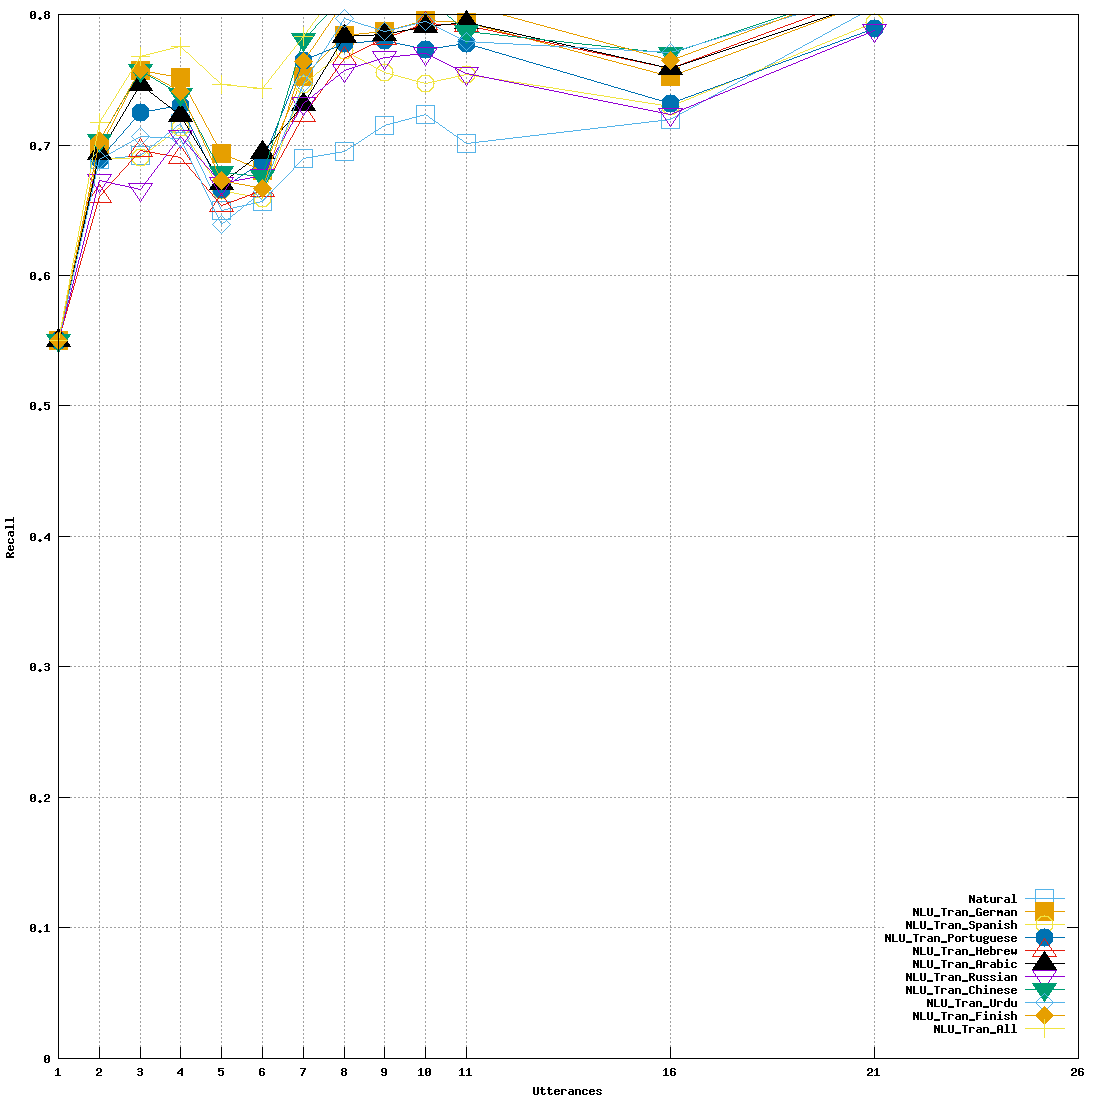 0.8
0.7
0.6
0.5
0.4
0.3
0.2
0.1
0
Recall
1 2 3 4 5 6 7 8 9 10 11 16 21 26
Utterances
Natural
NLU_Tran_German
NLU_Tran_Spanish
NLU_Tran_Portuguese
NLU_Tran_Hebrew
NLU_Tran_Arabic
NLU_Tran_Russian
NLU_Tran_Chinese
NLU_Tran_Urdu
NLU_Tran_Finish
NLU_Tran_All